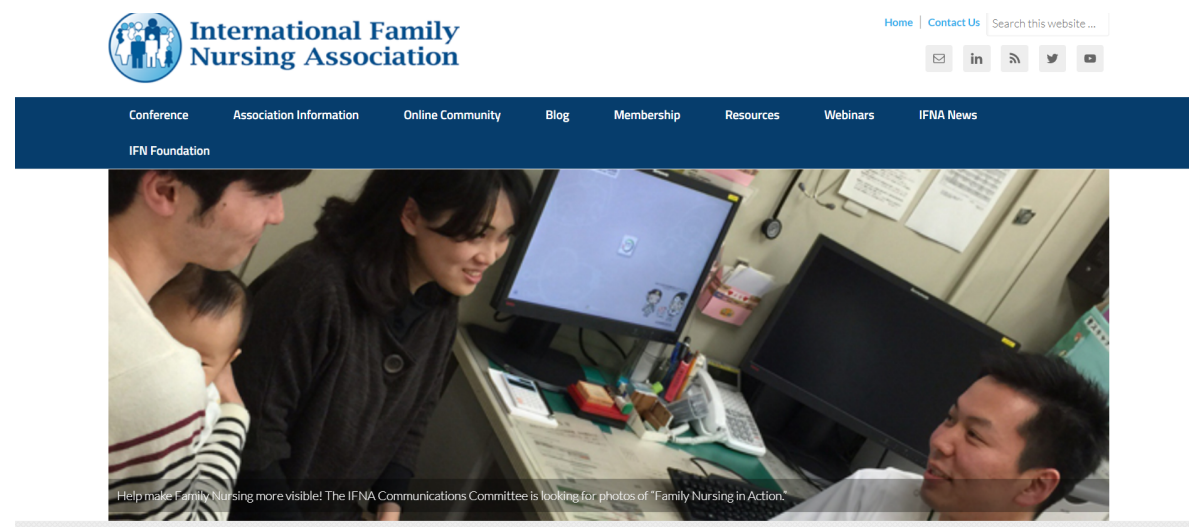 International Family
Nursing Association
Home | Contact Us
Search this website ...
Conference
Association Information
Online Community
Blog
Membership
Resources
Webinars
IFNA News
IFN Foundation
Help make Family Nursing more visible! The IFNA Communications Committee is looking for photos of "Family Nursing in Action."